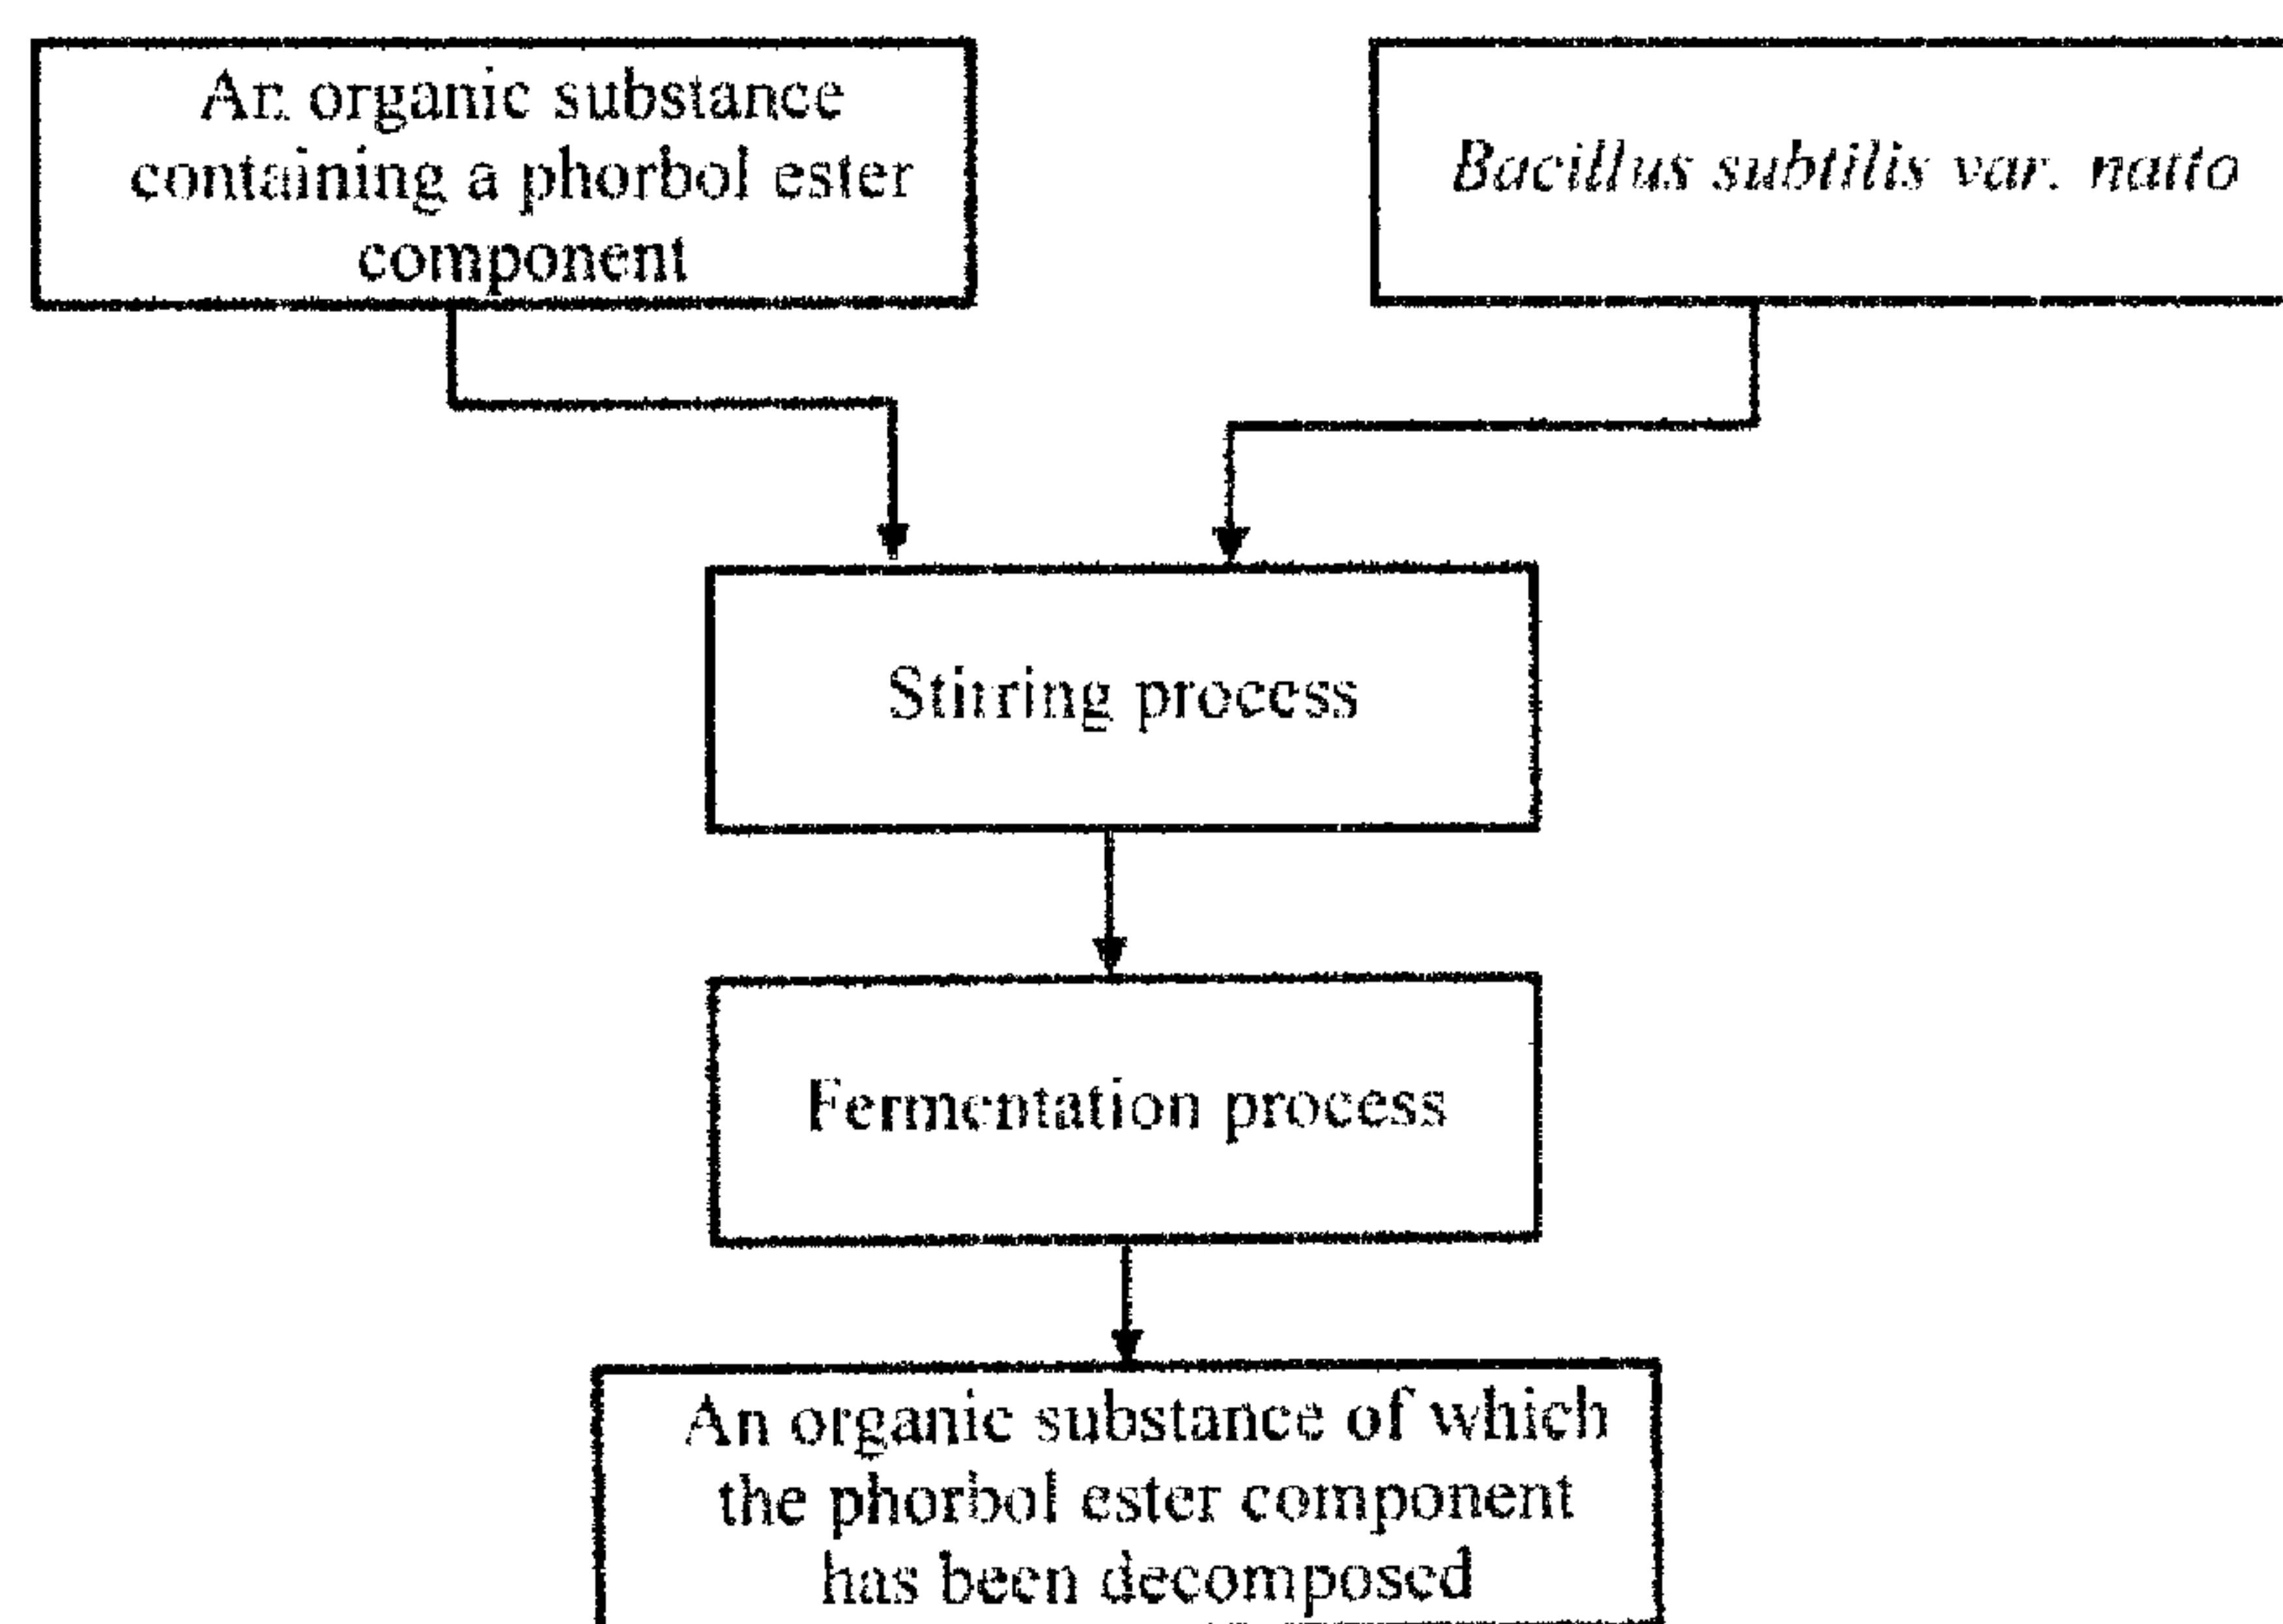 An organic substance
containing a phorbol ester
component
Bacillus subtilis var. natto
Stirring process
Fermentation process
An organic substance of which
the phorbol ester component
has been decomposed